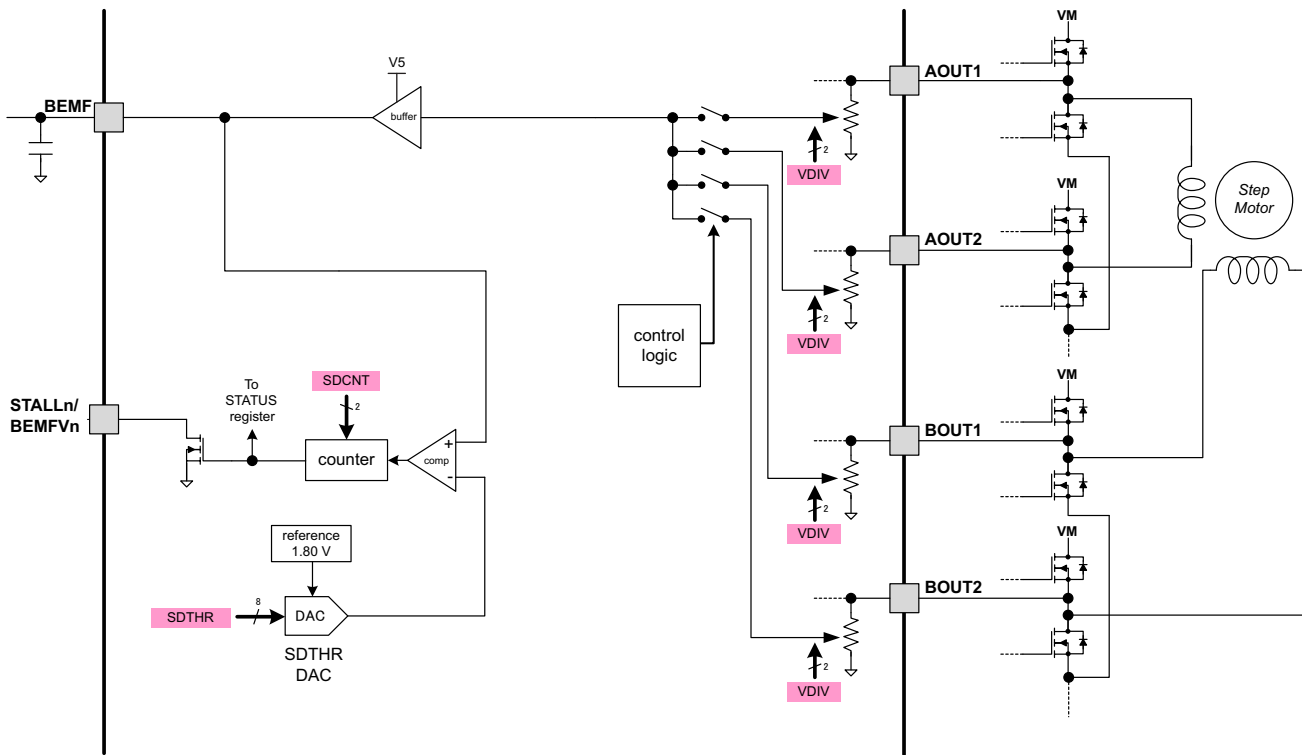 VM
V5
AOUT1
BEMF
buffer
2
VDIV
VM
Step
Motor
AOUT2
2
VDIV
control
logic
VM
To
STATUS
register
SDCNT
2
STALLn/
BEMFVn
BOUT1
+
comp
-
counter
2
VDIV
reference
1.80 V
VM
BOUT2
8
SDTHR
DAC
SDTHR
DAC
2
VDIV